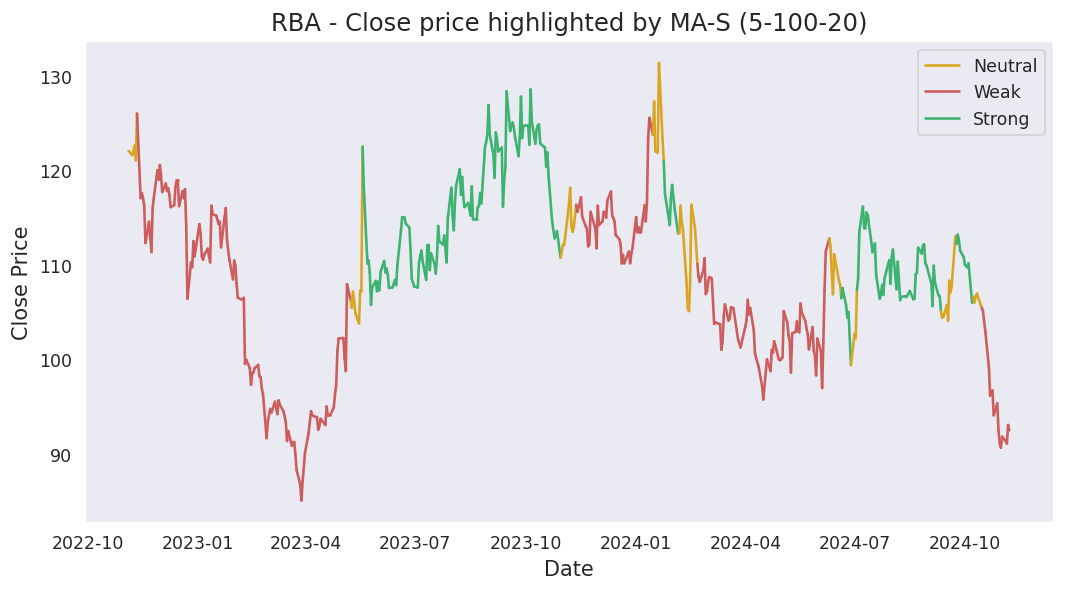 RBA - Close price highlighted by MA-S (5-100-20)
130
120
110
100
90
Close Price
Neutral
Weak
Strong
2022-10 2023-01 2023-04 2023-07 2023-10 2024-01 2024-04 2024-07 2024-10
Date